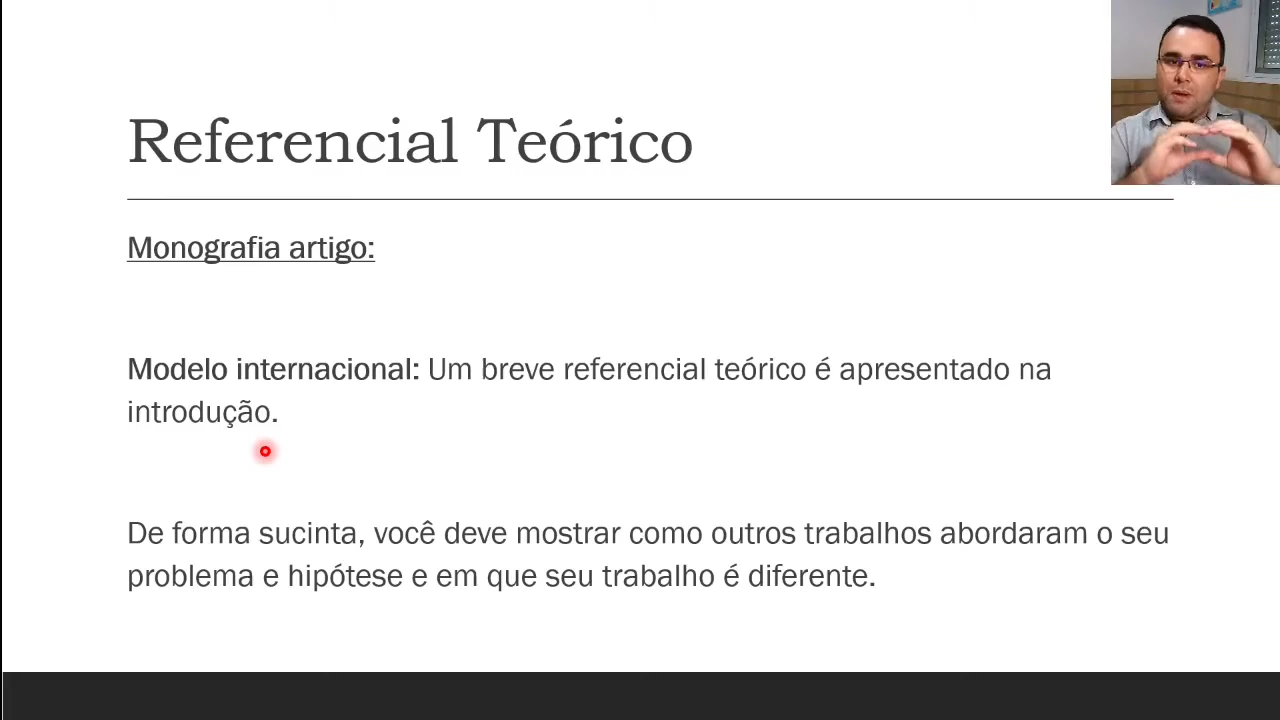 Referencial Teórico
Monografia artigo:
Modelo internacional: Um breve referencial teórico é apresentado na
introdução.
De forma sucinta, você deve mostrar como outros trabalhos abordaram o seu
problema e hipótese e em que seu trabalho é diferente.